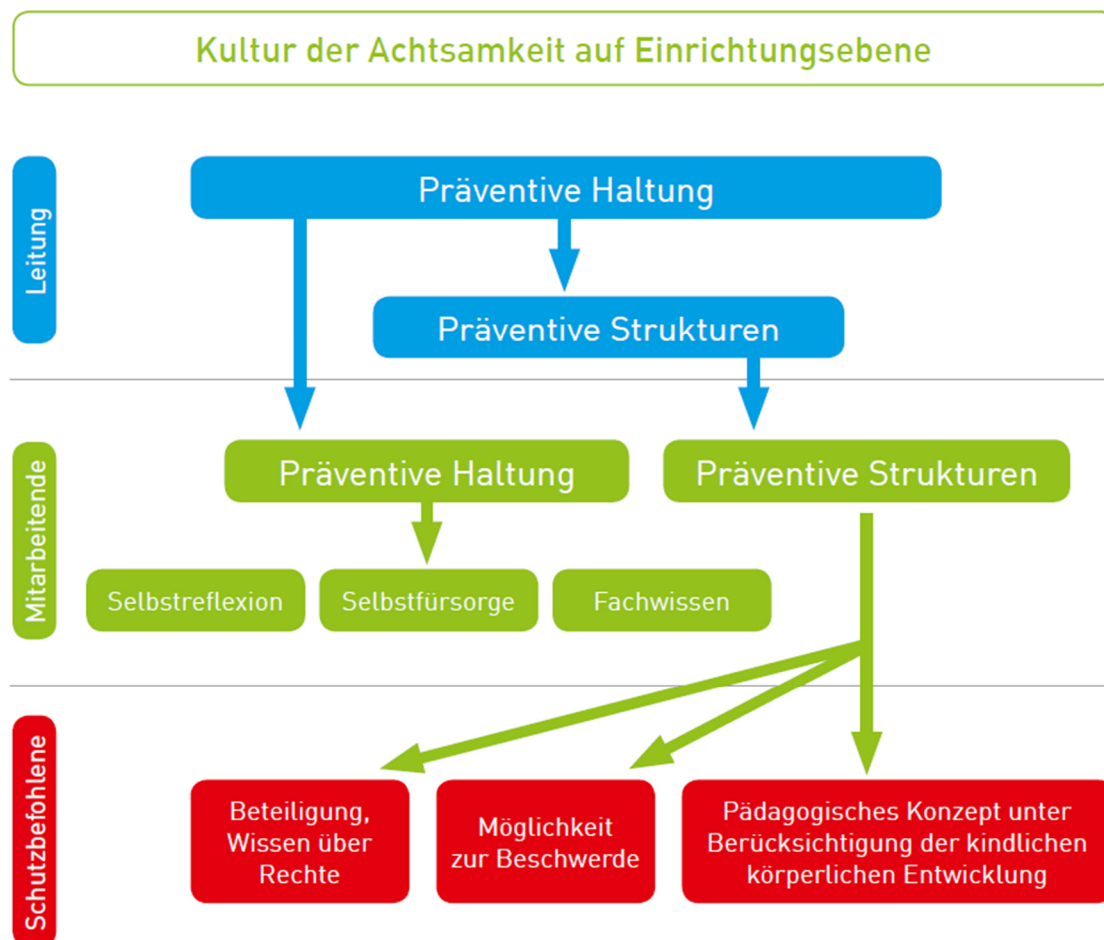 Kultur der Achtsamkeit auf Einrichtungsebene
Leitung
Präventive Haltung
Präventive Strukturen
Mitarbeitende
Präventive Haltung
Präventive Strukturen
Selbstreflexion
Selbstfürsorge
Fachwissen
Schutzbefohlene
Beteiligung,
Wissen über
Rechte
Möglichkeit
zur Beschwerde
Pädagogisches Konzept unter
Berücksichtigung der kindlichen
körperlichen Entwicklung